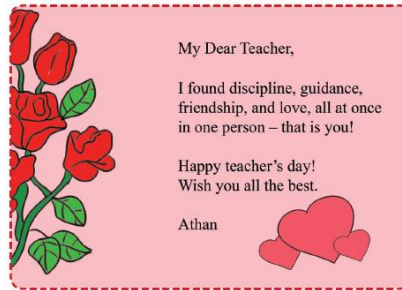 My Dear Teacher,
I found discipline, guidance,
friendship, and love, all at once
in one person – that is you!
Happy teacher's day!
Wish you all the best.
Athan